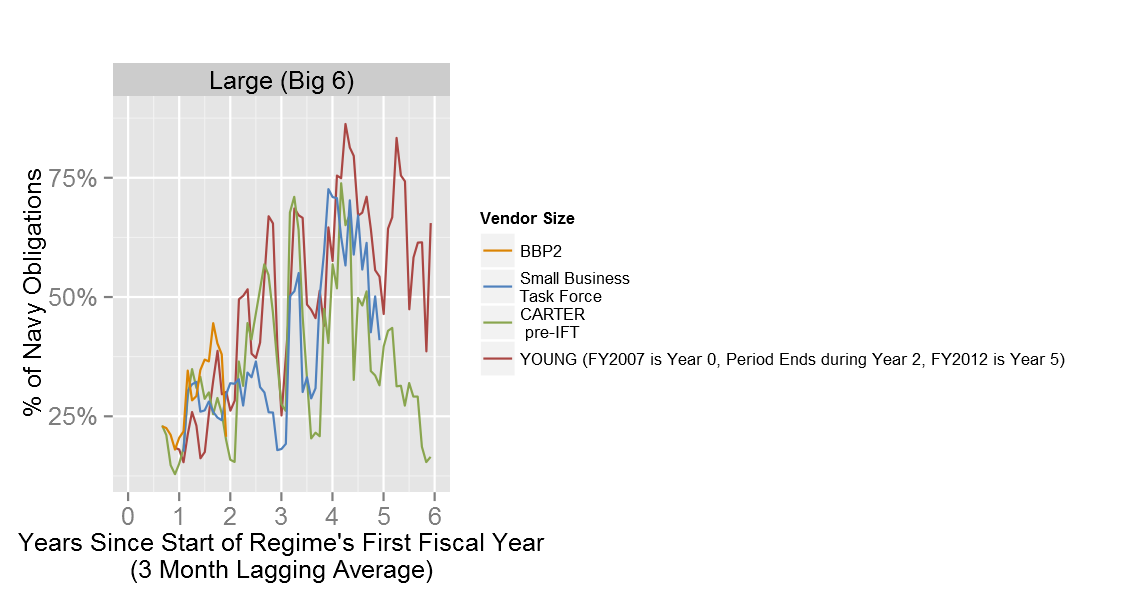 Large (Big 6)
% of Navy Obligations
75%
50%
25%
0 1 2 3 4 5 6
Years Since Start of Regime's First Fiscal Year
(3 Month Lagging Average)
Vendor Size
BBP2
Small Business
Task Force
CARTER
pre-IFT
YOUNG (FY2007 is Year 0, Period Ends during Year 2, FY2012 is Year 5)